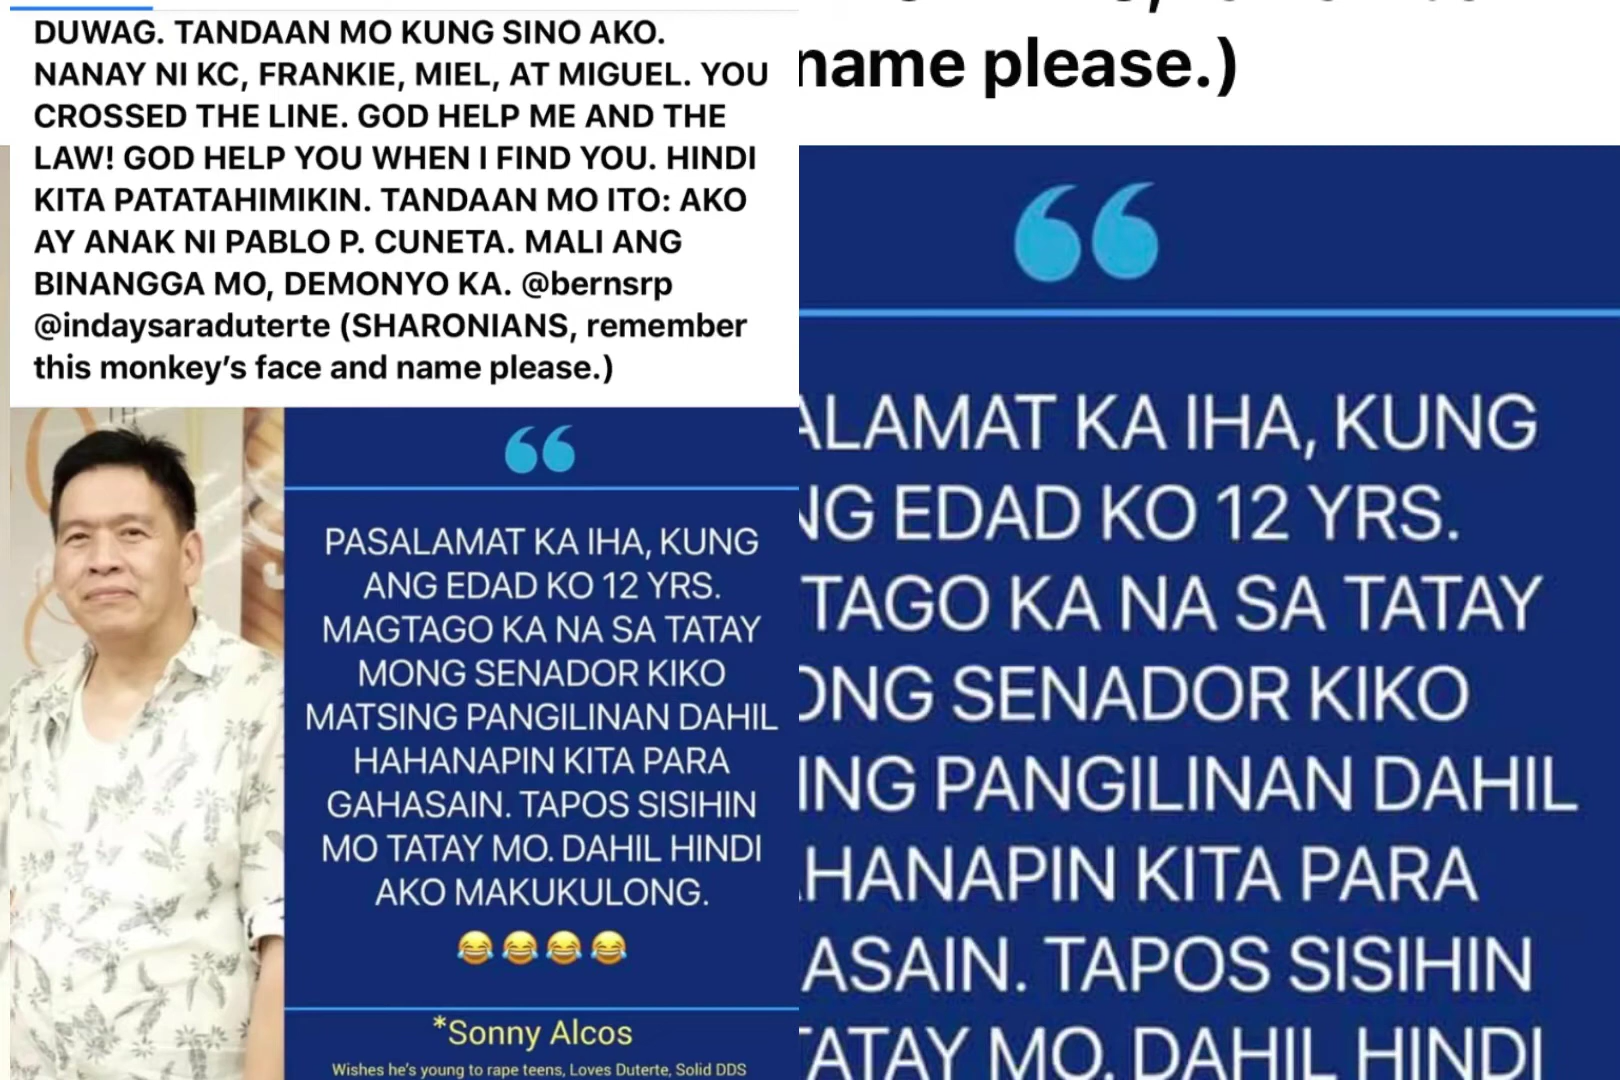 DUWAG. TANDAAN MO KUNG SINO AKO.
NANAY NI KC, FRANKIE, MIEL, AT MIGUEL. YOU
CROSSED THE LINE. GOD HELP ME AND THE
LAW! GOD HELP YOU WHEN I FIND YOU. HINDI
KITA PATATAHIMIKIN. TANDAAN MO ITO: AKO
AY ANAK NI PABLO P. CUNETA. MALI ANG
BINANGGA MO, DEMONYO KA. @bernsrp
@indaysaraduterte (SHARONIANS, remember
this monkey’s face and name please.)
“
PASALAMAT KA IHA, KUNG
ANG EDAD KO 12 YRS.
MAGTAGO KA NA SA TATAY
MONG SENADOR KIKO
MATSING PANGILINAN DAHIL
HAHANAPIN KITA PARA
GAHASAIN. TAPOS SISIHIN
MO TATAY MO. DAHIL HINDI
AKO MAKUKULONG.
😂😂😂😂
*Sonny Alcos
Wishes he’s young to rape teens, Loves Duterte, Solid DDS
name please.)
“
ALAMAT KA IHA, KUNG
NG EDAD KO 12 YRS.
TAGO KA NA SA TATAY
ONG SENADOR KIKO
ING PANGILINAN DAHIL
HANAPIN KITA PARA
ASAIN. TAPOS SISIHIN
TATAY MO. DAHIL HINDI